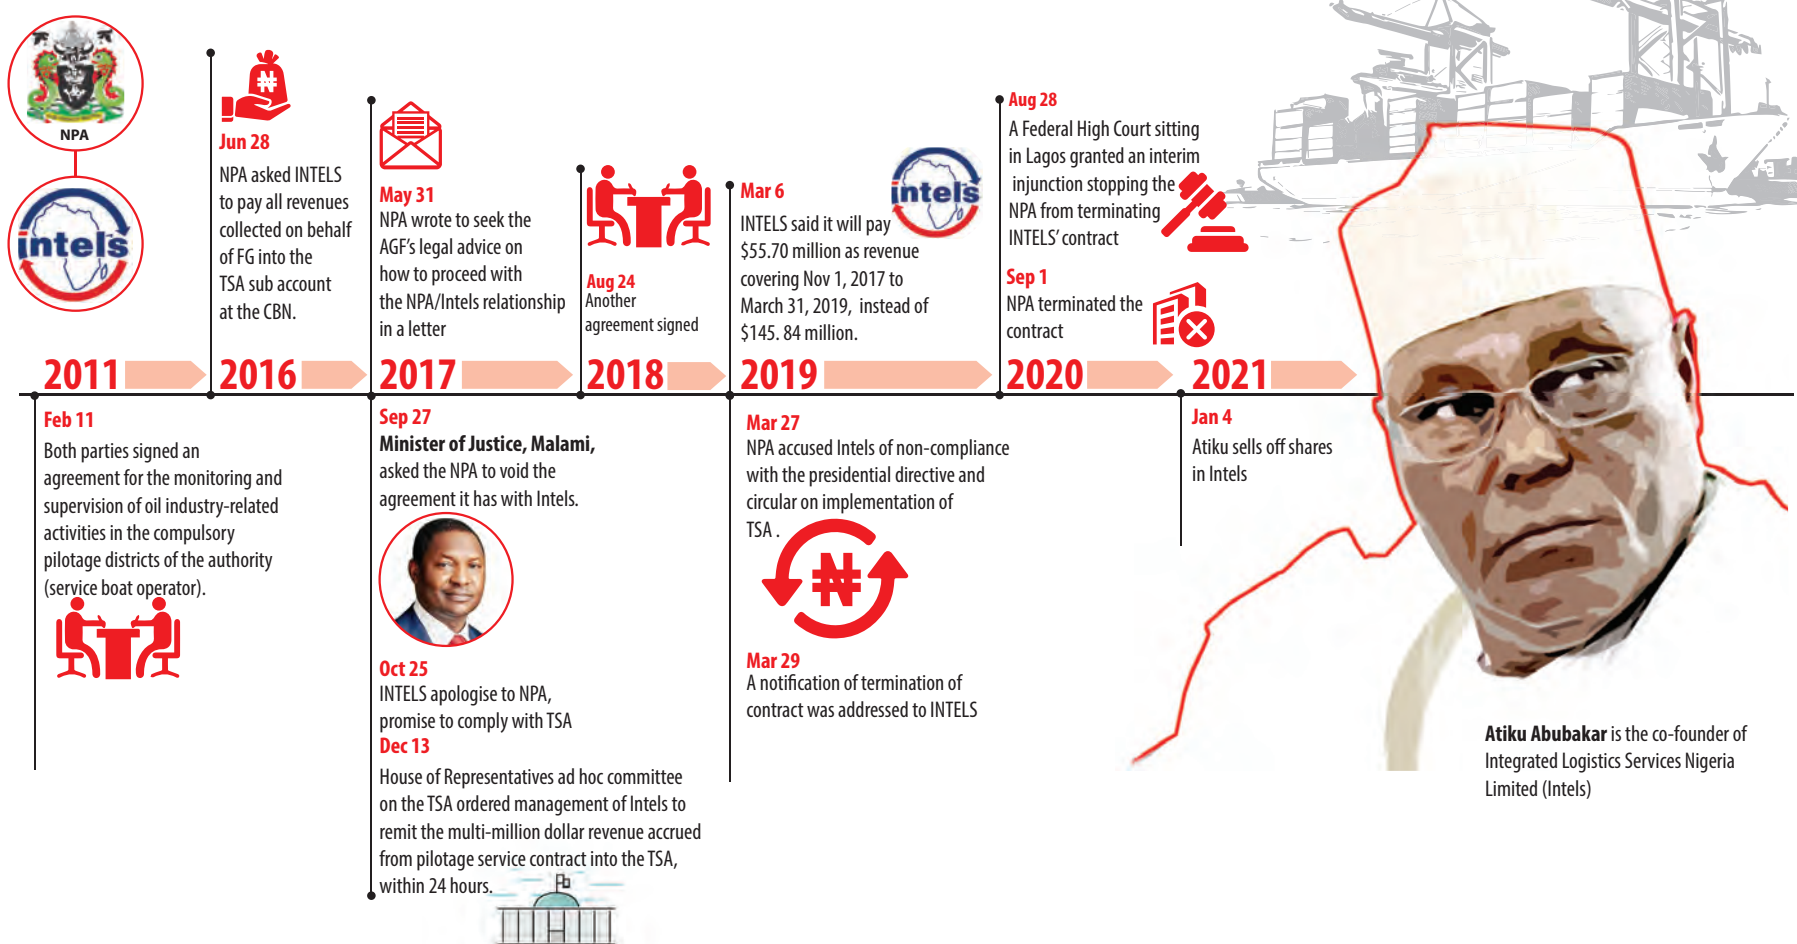 NPA
intels
Jun 28
NPA asked INTELS
to pay all revenues
collected on behalf
of FG into the
TSA sub account
at the CBN.
May 31
NPA wrote to seek the
AGF's legal advice on
how to proceed with
the NPA/Intels relationship
in a letter
Aug 24
Another
agreement signed
Mar 6
INTELS said it will pay
$55.70 million as revenue
covering Nov 1, 2017 to
March 31, 2019, instead of
$145. 84 million.
intels
Aug 28
A Federal High Court sitting
in Lagos granted an interim
injunction stopping the
NPA from terminating
INTELS' contract
Sep 1
NPA terminated the
contract
2011
2016
2017
2018
2019
2020
2021
Feb 11
Both parties signed an
agreement for the monitoring and
supervision of oil industry-related
activities in the compulsory
pilotage districts of the authority
(service boat operator).
Sep 27
Minister of Justice, Malami,
asked the NPA to void the
agreement it has with Intels.
Oct 25
INTELS apologise to NPA,
promise to comply with TSA
Dec 13
House of Representatives ad hoc committee
on the TSA ordered management of Intels to
remit the multi-million dollar revenue accrued
from pilotage service contract into the TSA,
within 24 hours.
Mar 27
NPA accused Intels of non-compliance
with the presidential directive and
circular on implementation of
TSA .
Mar 29
A notification of termination of
contract was addressed to INTELS
Jan 4
Atiku sells off shares
in Intels
Atiku Abubakar is the co-founder of
Integrated Logistics Services Nigeria
Limited (Intels)